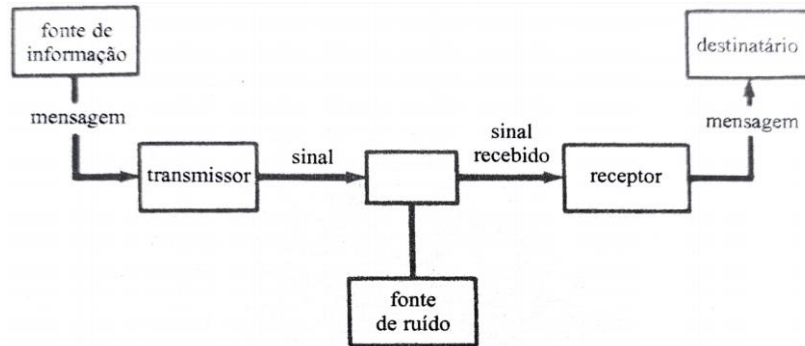 fonte de
informação
destinatário
mensagem
mensagem
sinal
sinal
recebido
transmissor
receptor
fonte
de ruído